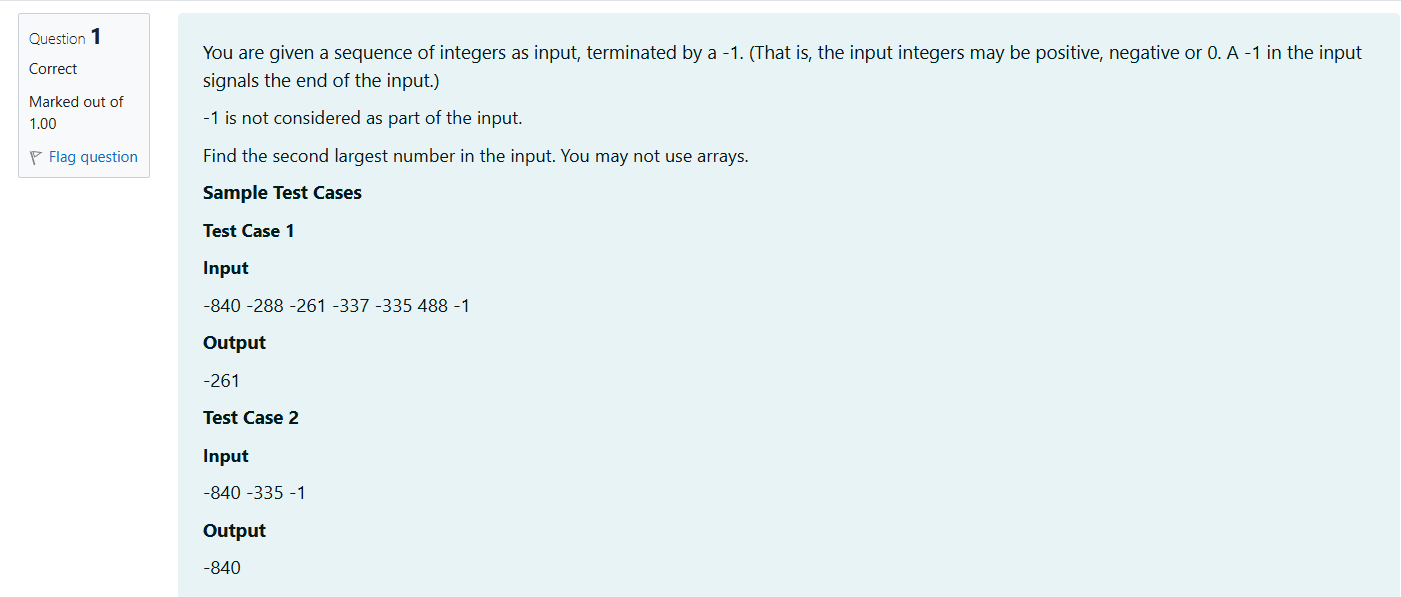 Question 1
Correct
Marked out of
1.00
Flag question
You are given a sequence of integers as input, terminated by a -1. (That is, the input integers may be positive, negative or 0. A -1 in the input
signals the end of the input.)
-1 is not considered as part of the input.
Find the second largest number in the input. You may not use arrays.
Sample Test Cases
Test Case 1
Input
-840 -288 -261 -337 -335 488 -1
Output
-261
Test Case 2
Input
-840 -335 -1
Output
-840